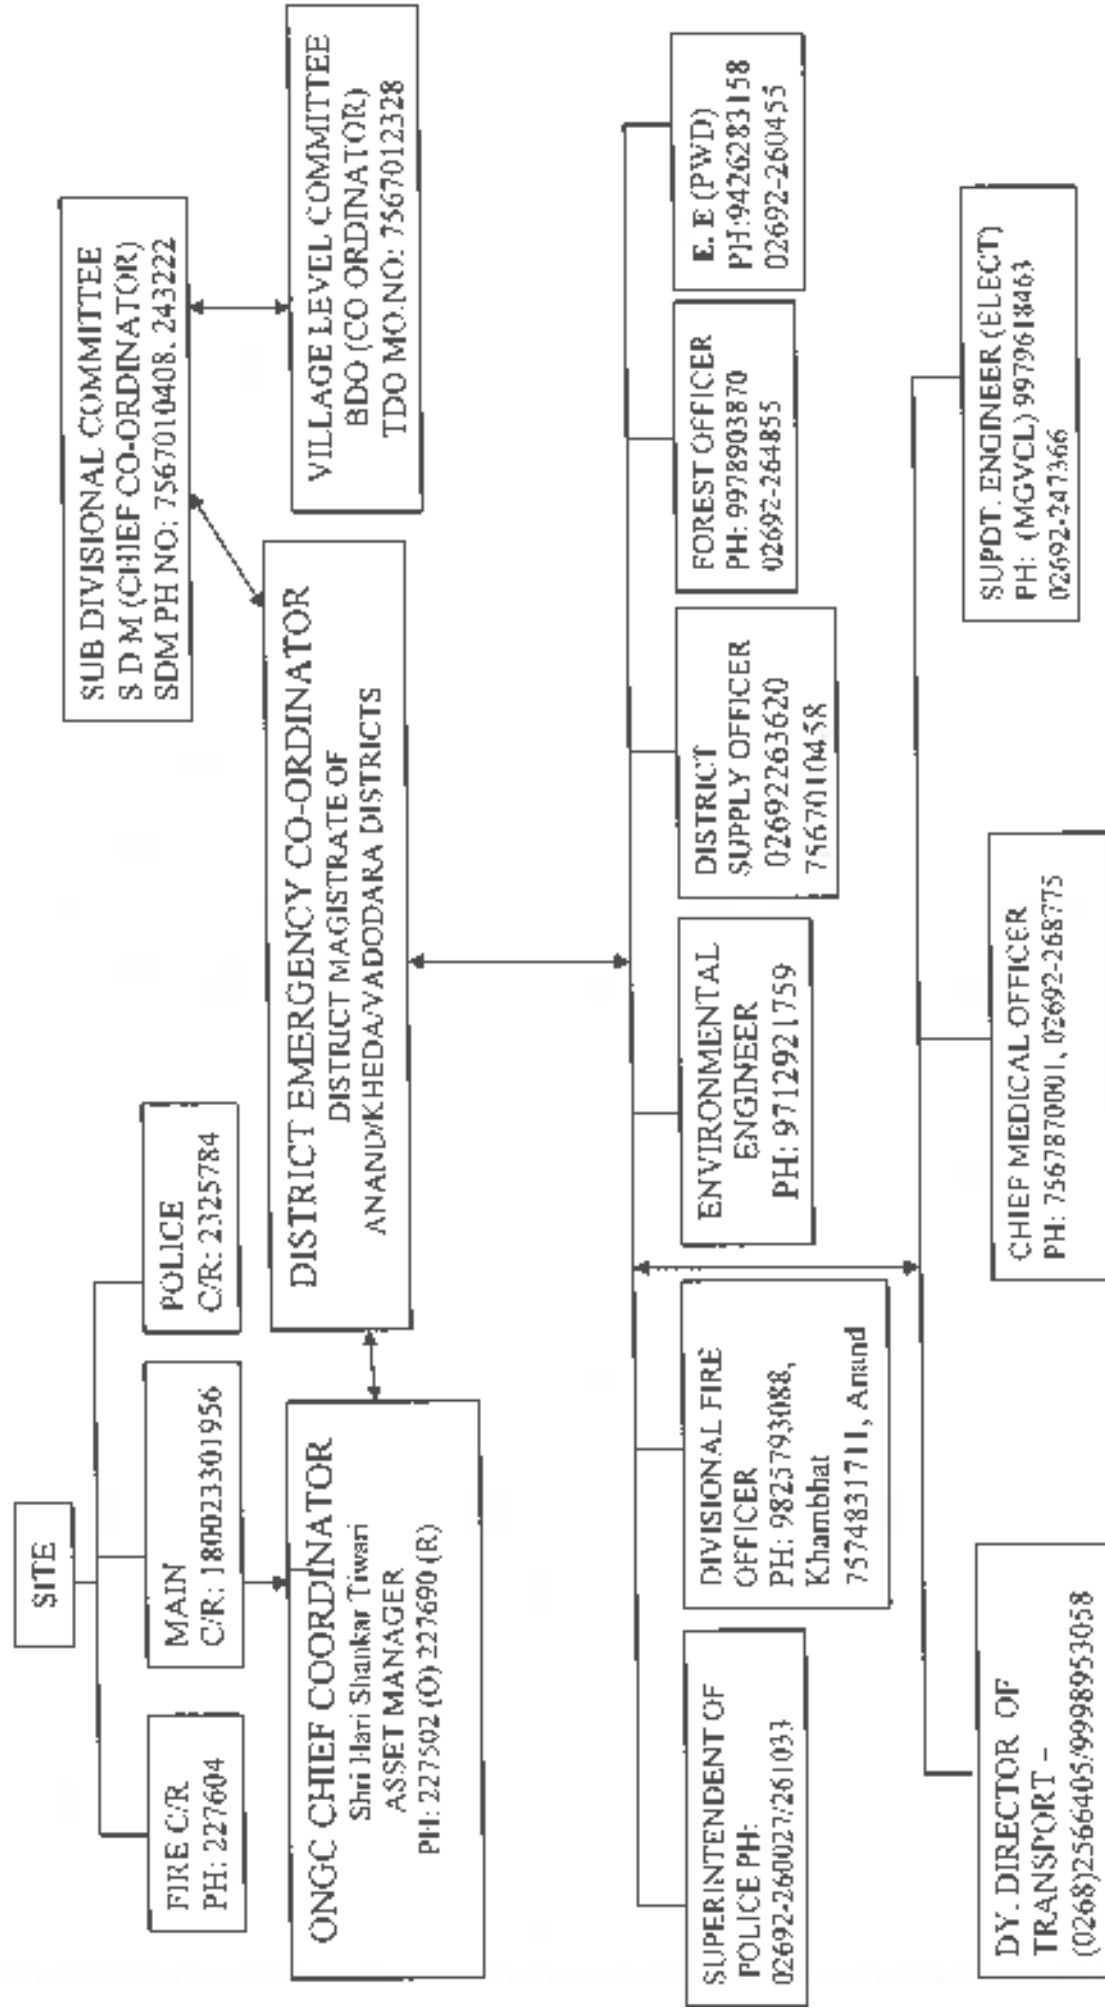 SITE
FIRE C/R
PH: 227604
MAIN
C/R: 180023301956
POLICE
C/R: 2325784
SUB DIVISIONAL COMMITTEE
S D M (CHIEF CO-ORDINATOR)
SDM PH NO: 7567010408. 243222
ONGC CHIEF COORDINATOR
Shri Hari Shankar Tiwari
ASSET MANAGER
PH: 227502 (O) 227690 (R)
DISTRICT EMERGENCY CO-ORDINATOR
DISTRICT MAGISTRATE OF
ANAND/KHEDA/VADODARA DISTRICTS
VILLAGE LEVEL COMMITTEE
BDO (CO ORDINATOR)
TDO MO.NO: 7567012328
SUPERINTENDENT OF
POLICE PH:
02692-260027/261033
DIVISIONAL FIRE
OFFICER
PH: 9825793088,
Khambhat
7574831711, Anand
ENVIRONMENTAL
ENGINEER
PH: 9712921759
DISTRICT
SUPPLY OFFICER
02692263620
7567010458
FOREST OFFICER
PH: 9978903870
02692-264855
E. E (PWD)
PH:9426283158
02692-260455
DY. DIRECTOR OF
TRANSPORT –
(0268)2566405/9998953058
CHIEF MEDICAL OFFICER
PH: 7567870001, 02692-268775
SUPDT. ENGINEER (ELECT)
PH: (MGVCL) 9979618463
02692-247366